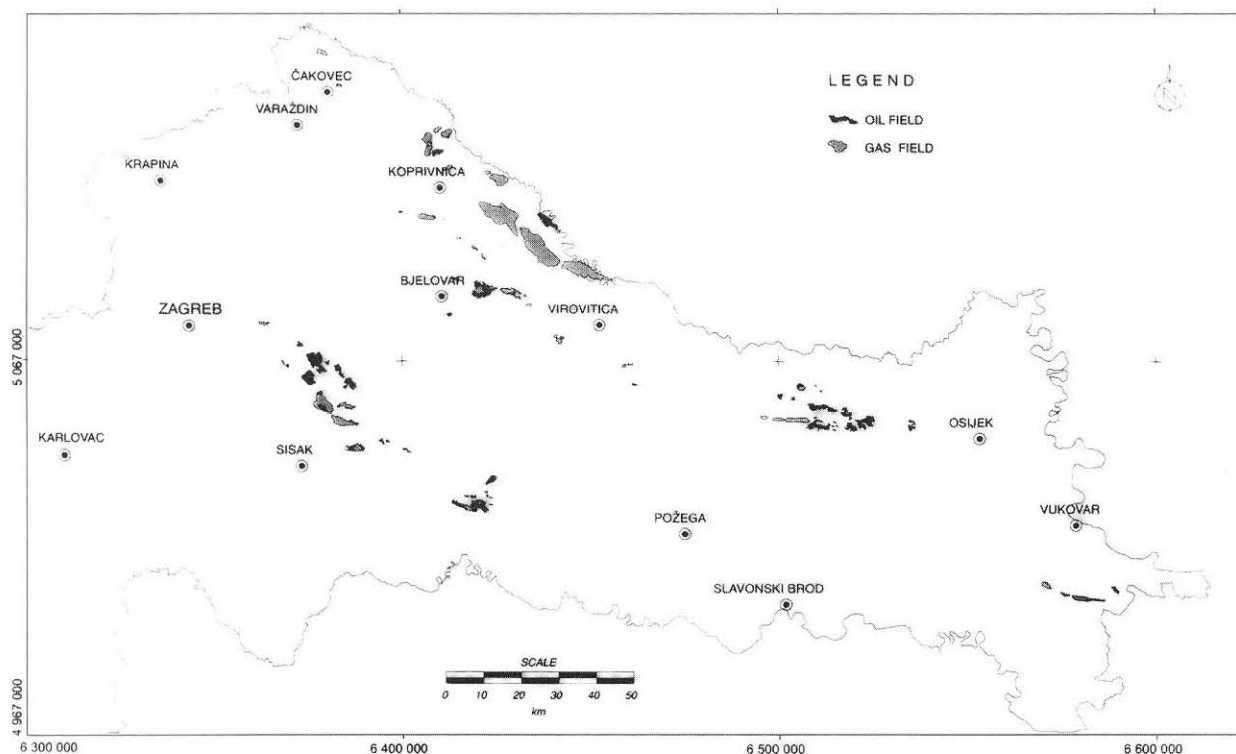 LEGEND
OIL FIELD
GAS FIELD
ČAKOVEC
VARAŽDIN
KRAPINA
KOPRIVNICA
BJELOVAR
VIROVITICA
ZAGREB
KARLOVAC
SISAK
OSIJEK
POŽEGA
VUKOVAR
SLAVONSKI BROD
5 067 000
4 967 000
SCALE
0 10 20 30 40 50
km
6 300 000 6 400 000 6 500 000 6 600 000